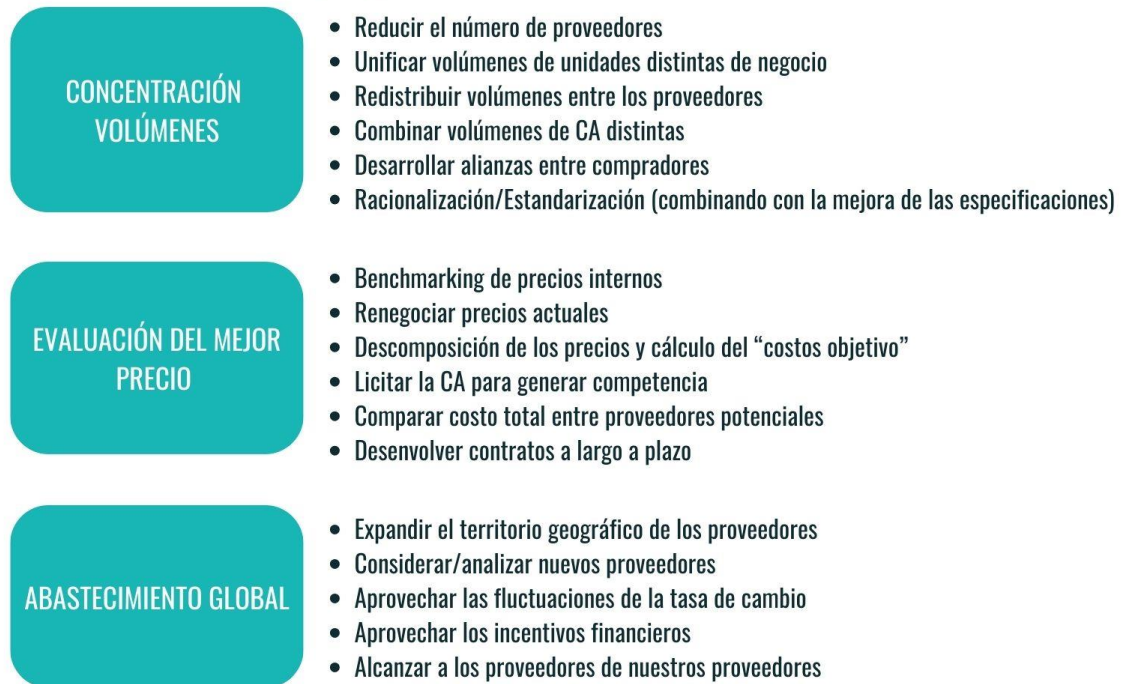 CONCENTRACIÓN
VOLÚMENES
• Reducir el número de proveedores
• Unificar volúmenes de unidades distintas de negocio
• Redistribuir volúmenes entre los proveedores
• Combinar volúmenes de CA distintas
• Desarrollar alianzas entre compradores
• Racionalización/Estandarización (combinando con la mejora de las especificaciones)
EVALUACIÓN DEL MEJOR
PRECIO
• Benchmarking de precios internos
• Renegociar precios actuales
• Descomposición de los precios y cálculo del “costos objetivo”
• Licitar la CA para generar competencia
• Comparar costo total entre proveedores potenciales
• Desenvolver contratos a largo a plazo
ABASTECIMIENTO GLOBAL
• Expandir el territorio geográfico de los proveedores
• Considerar/analizar nuevos proveedores
• Aprovechar las fluctuaciones de la tasa de cambio
• Aprovechar los incentivos financieros
• Alcanzar a los proveedores de nuestros proveedores